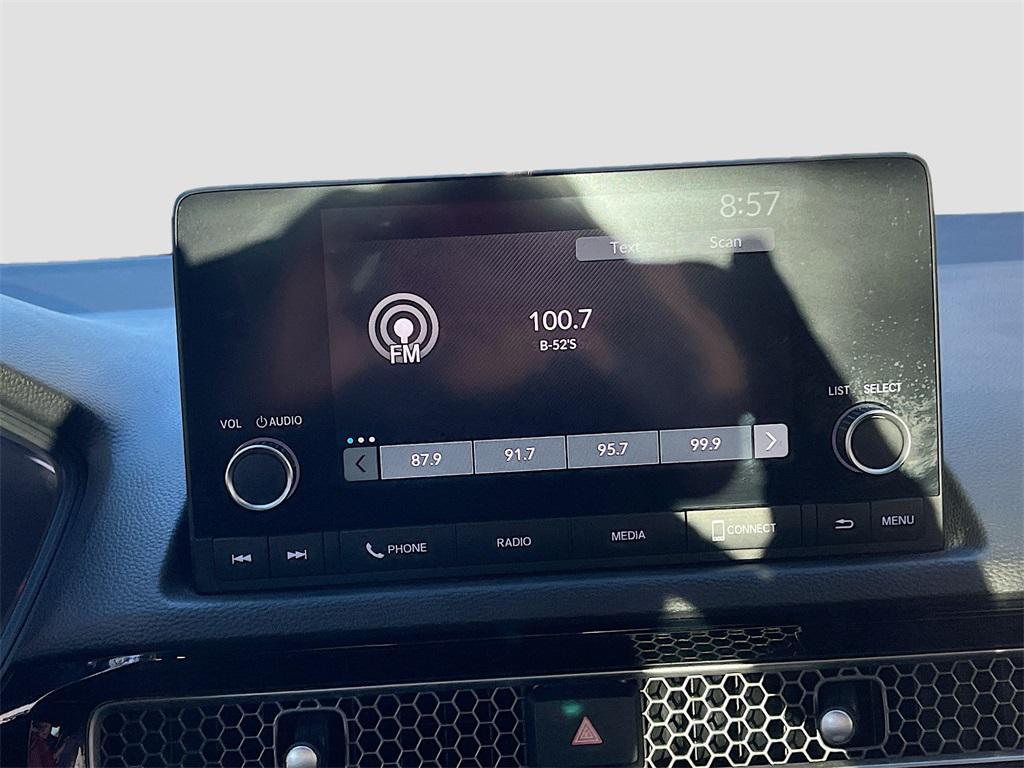 8:57
Text Scan
100.7
B-52'S
FM
LIST SELECT
VOL AUDIO
87.9 91.7 95.7 99.9
PHONE RADIO MEDIA CONNECT MENU